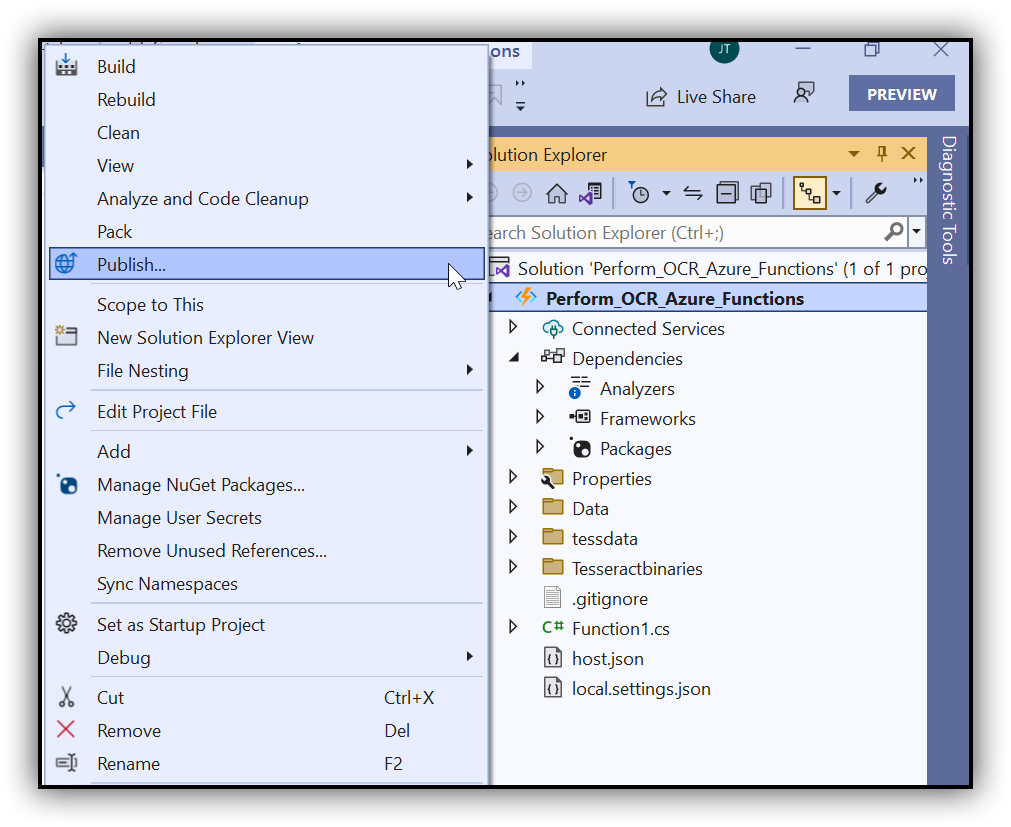 Build
Rebuild
Clean
View
Analyze and Code Cleanup
Pack
Publish...
Scope to This
New Solution Explorer View
File Nesting
Edit Project File
Add
Manage NuGet Packages...
Manage User Secrets
Remove Unused References...
Sync Namespaces
Set as Startup Project
Debug
Cut Ctrl+X
Remove Del
Rename F2
ons
JT
Live Share
PREVIEW
olution Explorer
earch Solution Explorer (Ctrl+;)
Solution 'Perform_OCR_Azure_Functions' (1 of 1 pro
Perform_OCR_Azure_Functions
Connected Services
Dependencies
Analyzers
Frameworks
Packages
Properties
Data
tessdata
Tesseractbinaries
.gitignore
C# Function1.cs
host.json
local.settings.json
Diagnostic Tools